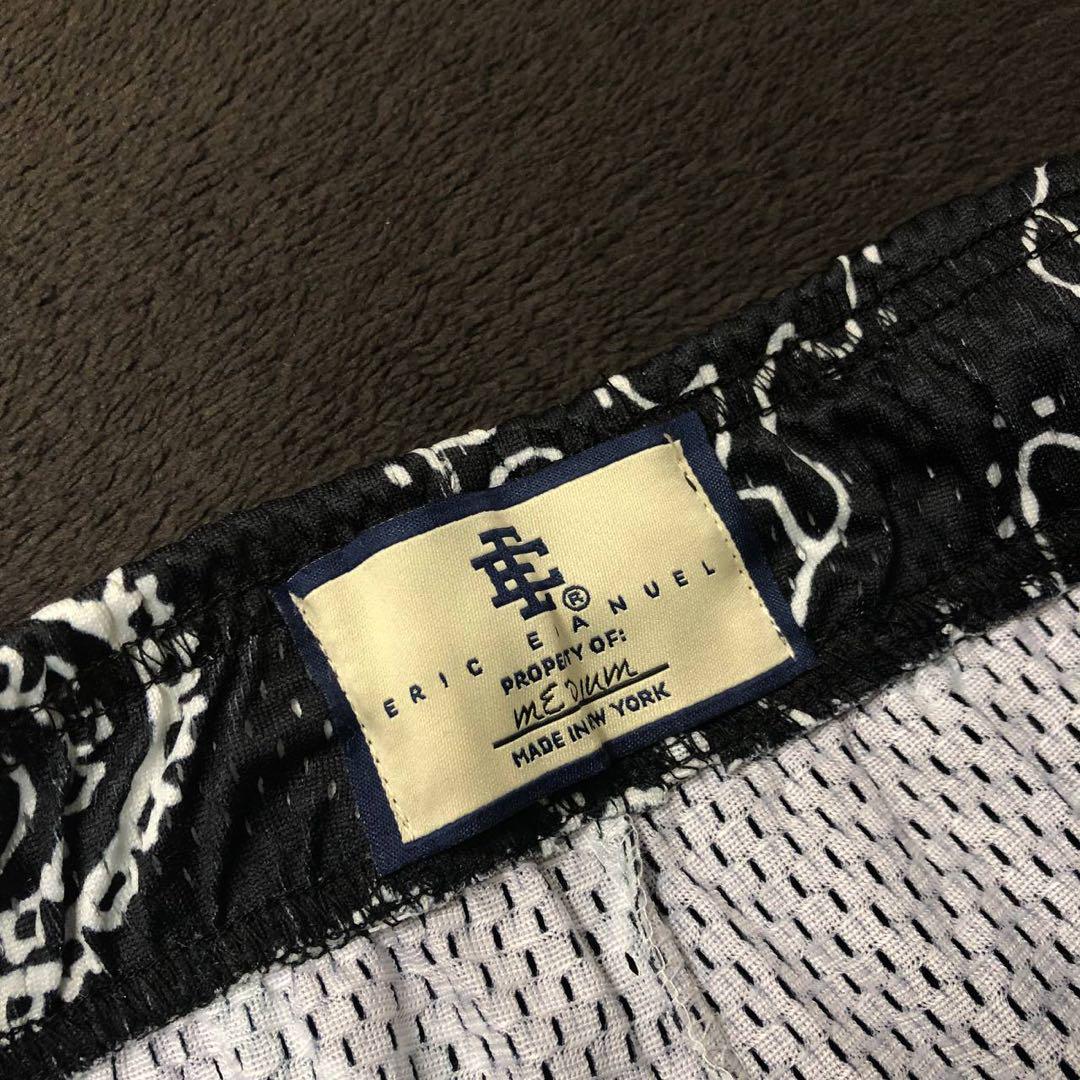 EE®
ERIC EMANUEL
PROPERTY OF:
MEDIUM
MADE IN NEW YORK